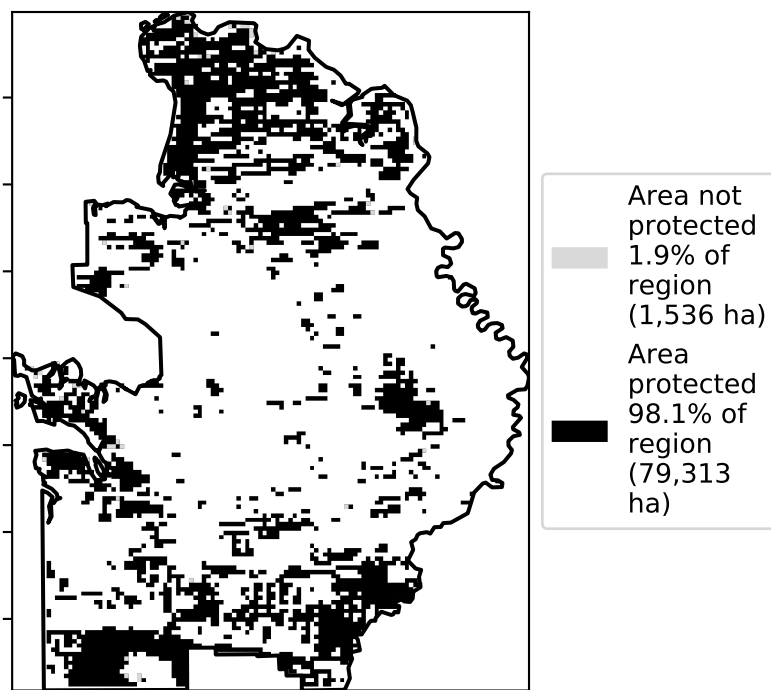 Area not
protected
1.9% of
region
(1,536 ha)
Area
protected
98.1% of
region
(79,313
ha)